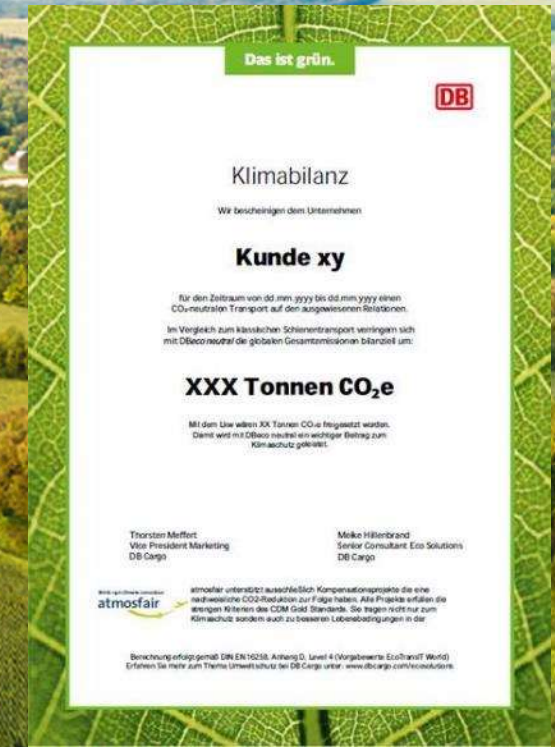 Das ist grün.
DB
Klimabilanz
Wir bescheinigen dem Unternehmen
Kunde xy
für den Zeitraum von dd.mm.yyyy bis dd.mm.yyyy einen
CO₂-neutralen Transport auf den ausgewiesenen Relationen.
Im Vergleich zum klassischen Schienentransport verringern sich
mit DBeco neutral die globalen Gesamtemissionen bilanziell um:
XXX Tonnen CO₂e
Mit dem Lkw wären XX Tonnen CO₂e freigesetzt worden.
Damit wird mit DBeco neutral ein wichtiger Beitrag zum
Klimaschutz geleistet.
Thorsten Meffert
Vice President Marketing
DB Cargo
Meike Hillenbrand
Senior Consultant Eco Solutions
DB Cargo
atmosfair
atmosfair unterstützt ausschließlich Kompensationsprojekte die eine
nachweisliche CO2-Reduktion zur Folge haben. Alle Projekte erfüllen die
strengen Kriterien des CDM Gold Standards. Sie tragen nicht nur zum
Klimaschutz sondern auch zu besseren Lebensbedingungen in der
Berechnung erfolgt gemäß DIN EN 16258, Anhang D, Level 4 (Vorgabewerte EcoTransIT World)
Erfahren Sie mehr zum Thema Umweltschutz bei DB Cargo unter: www.dbcargo.com/ecosolutions